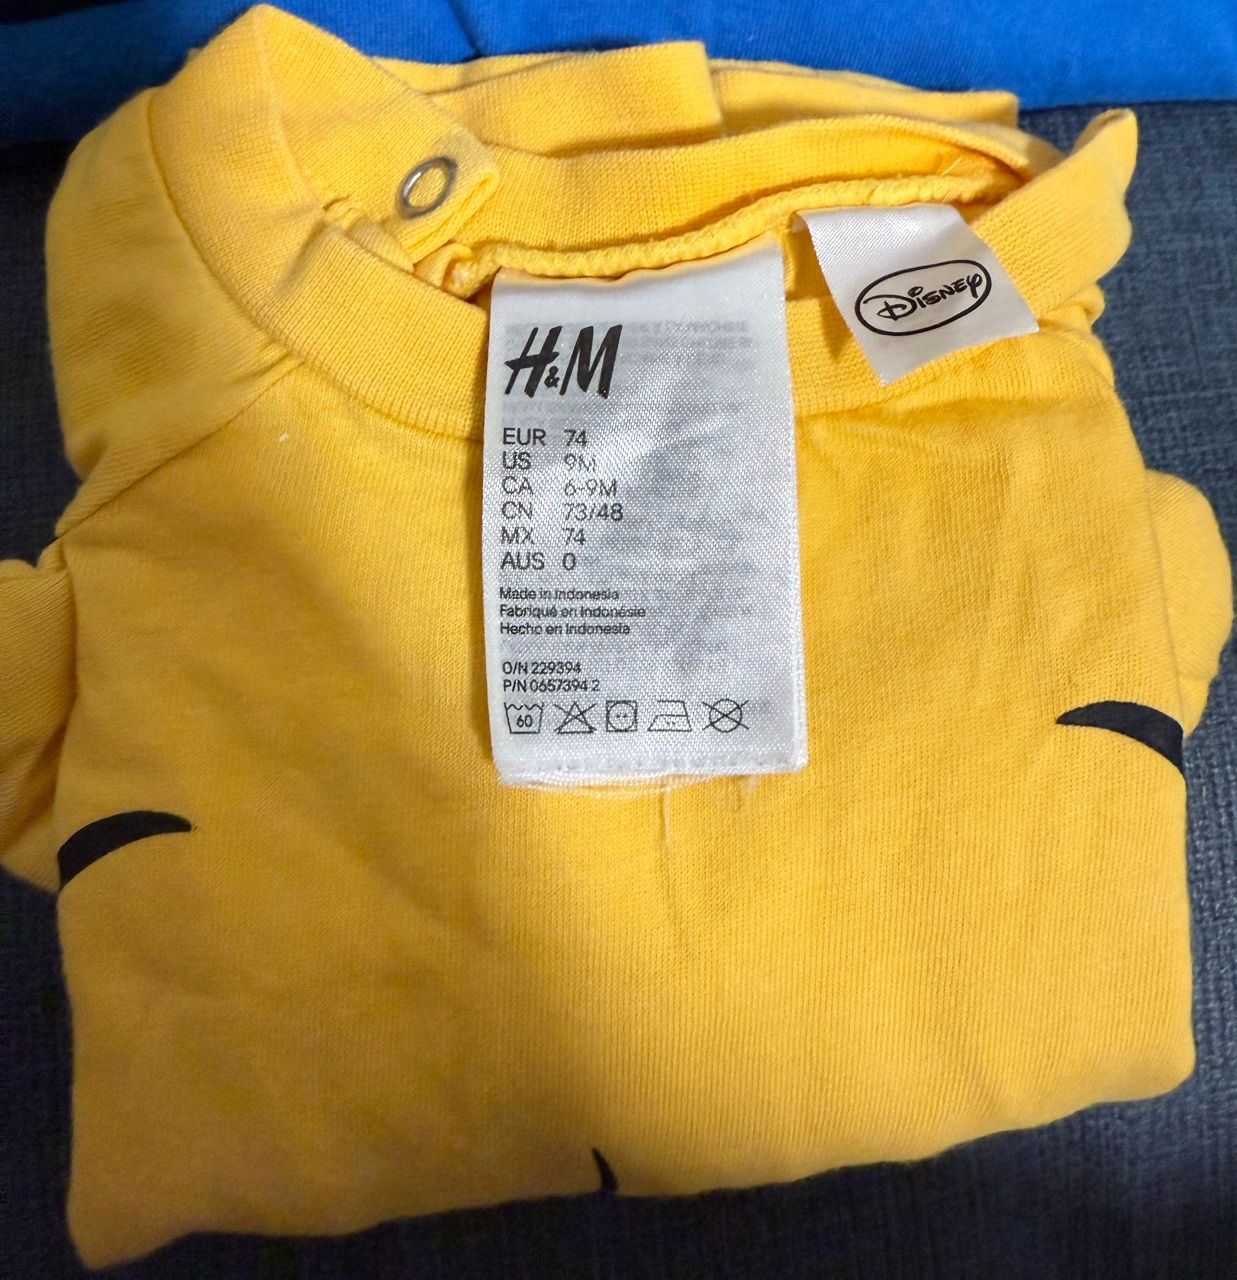 H&M
EUR 74
US 9M
CA 6-9M
CN 73/48
MX 74
AUS 0
Made in Indonesia
Fabriqué en Indonésie
Hecho en Indonesia
O/N 229394
P/N 0657394 2
60
Disney